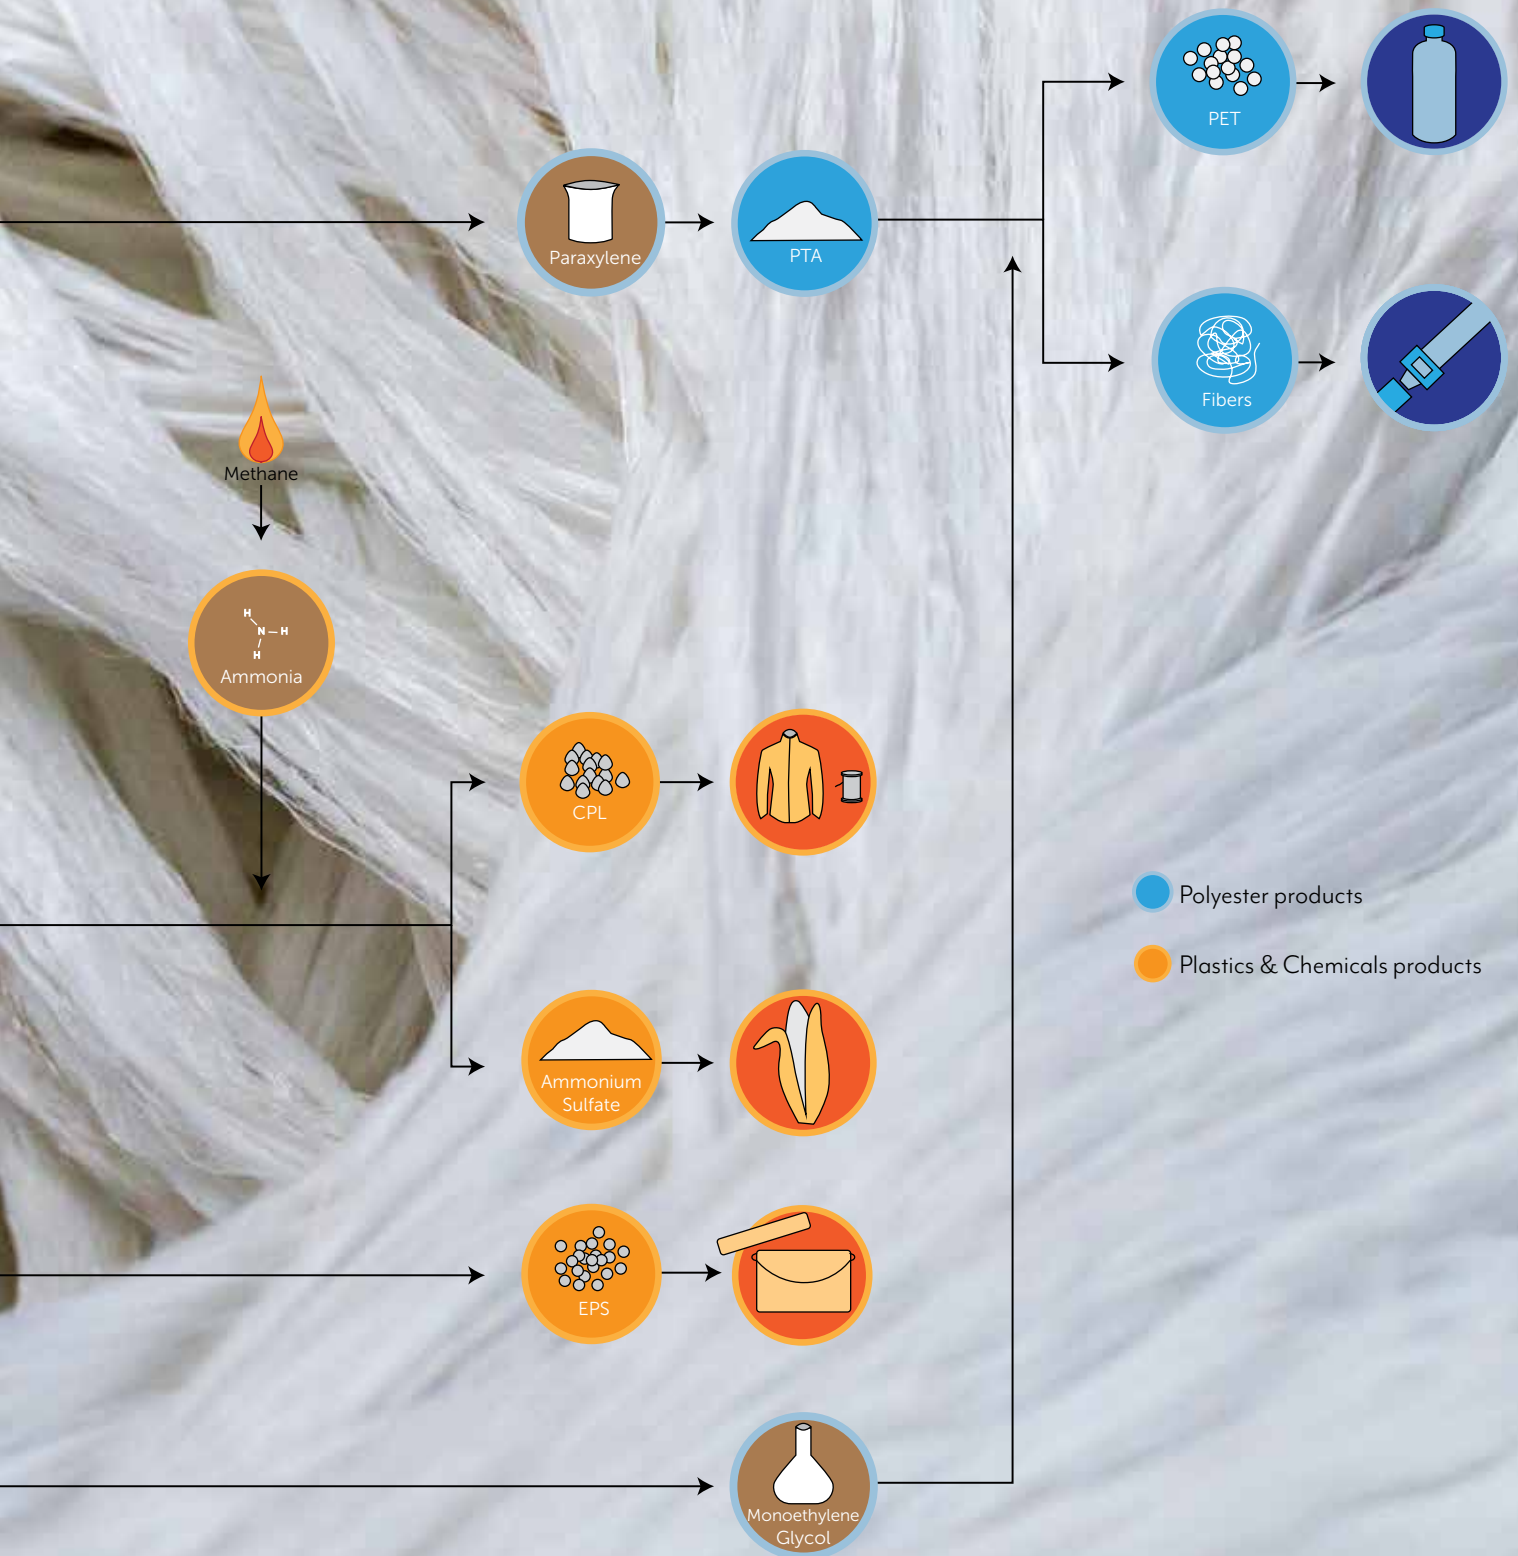 PET
Paraxylene
PTA
Fibers
Methane
H
N
H
H
Ammonia
CPL
Polyester products
Plastics & Chemicals products
Ammonium
Sulfate
EPS
Monoethylene
Glycol